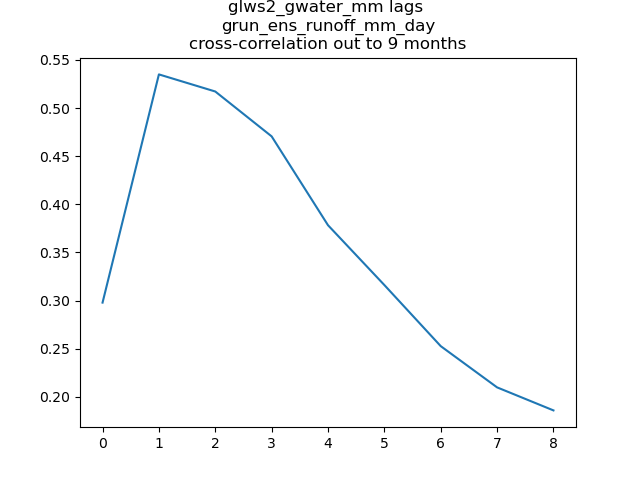 glws2_gwater_mm lags
grun_ens_runoff_mm_day
cross-correlation out to 9 months
0.55
0.50
0.45
0.40
0.35
0.30
0.25
0.20
0 1 2 3 4 5 6 7 8